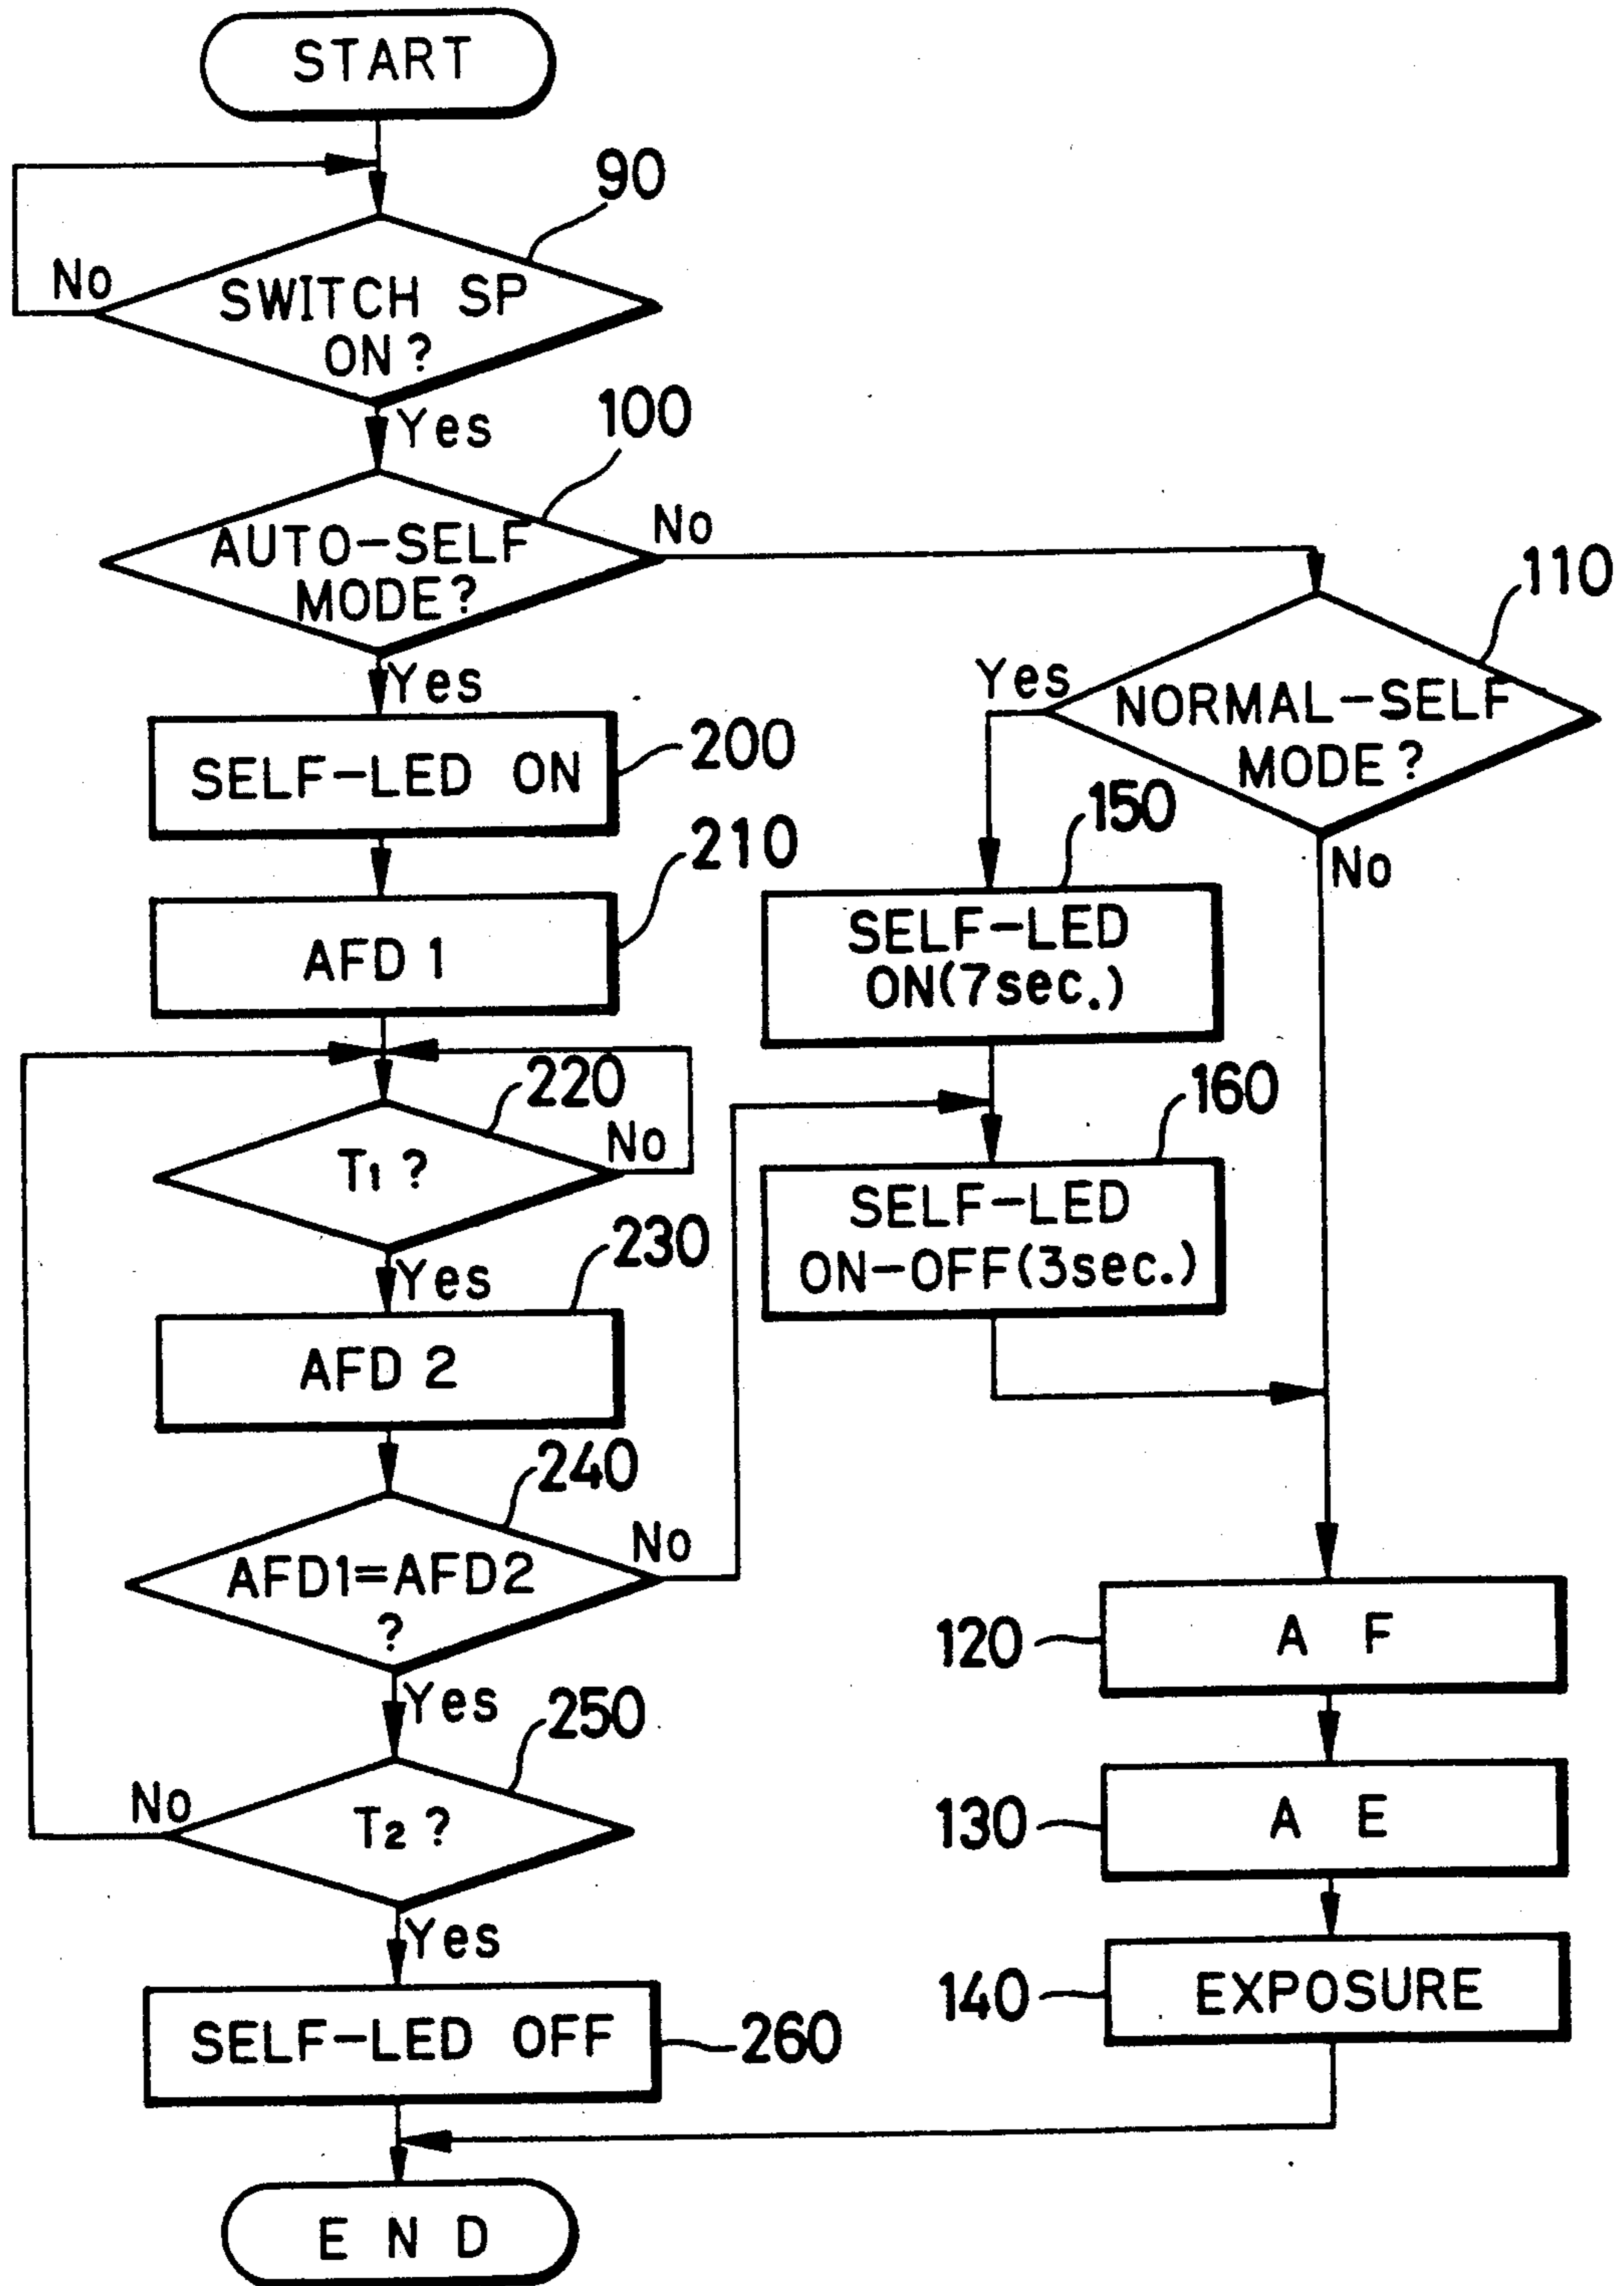 START
90
No
SWITCH SP
ON?
Yes
100
AUTO-SELF
MODE?
No
Yes
110
NORMAL-SELF
MODE?
Yes
No
SELF-LED ON
200
AFD 1
210
150
SELF-LED
ON(7sec.)
T1 ?
220
No
Yes
160
SELF-LED
ON-OFF(3sec.)
AFD 2
230
AFD1=AFD2
?
240
No
Yes
T2 ?
250
No
Yes
SELF-LED OFF
260
120
A F
130
A E
140
EXPOSURE
END